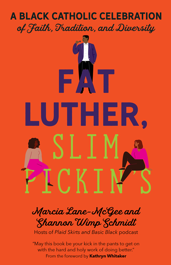 A BLACK CATHOLIC CELEBRATION
of Faith, Tradition, and Diversity
FAT
LUTHER,
SLIM
PICKIN'S
Marcia Lane-McGee and
Shannon Wimp Schmidt
Hosts of Plaid Skirts and Basic Black podcast
"May this book be your kick in the pants to get on
with the hard and holy work of doing better."
From the foreword by Kathryn Whitaker